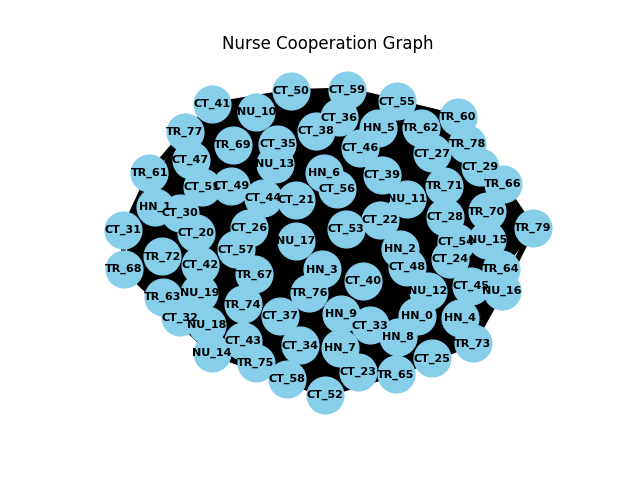 Nurse Cooperation Graph
CT_50
CT_59
CT_41
CT_55
NU_10
CT_36
TR_60
TR_77
CT_38
HN_5
TR_62
TR_69
CT_35
CT_46
TR_78
CT_47
NU_13
CT_27
CT_29
TR_61
HN_6
CT_39
CT_51
CT_49
CT_56
TR_71
TR_66
CT_44
CT_21
NU_11
HN_1
CT_30
CT_22
CT_28
TR_70
CT_31
CT_20
CT_26
CT_53
TR_79
NU_17
CT_54
NU_15
CT_57
HN_2
TR_72
CT_42
CT_24
TR_68
TR_67
HN_3
CT_48
TR_64
CT_40
TR_63
NU_19
TR_76
NU_12
CT_45
NU_16
TR_74
CT_32
NU_18
CT_37
HN_9
CT_33
HN_0
HN_4
CT_43
CT_34
HN_7
HN_8
TR_73
NU_14
TR_75
CT_25
CT_58
CT_23
TR_65
CT_52